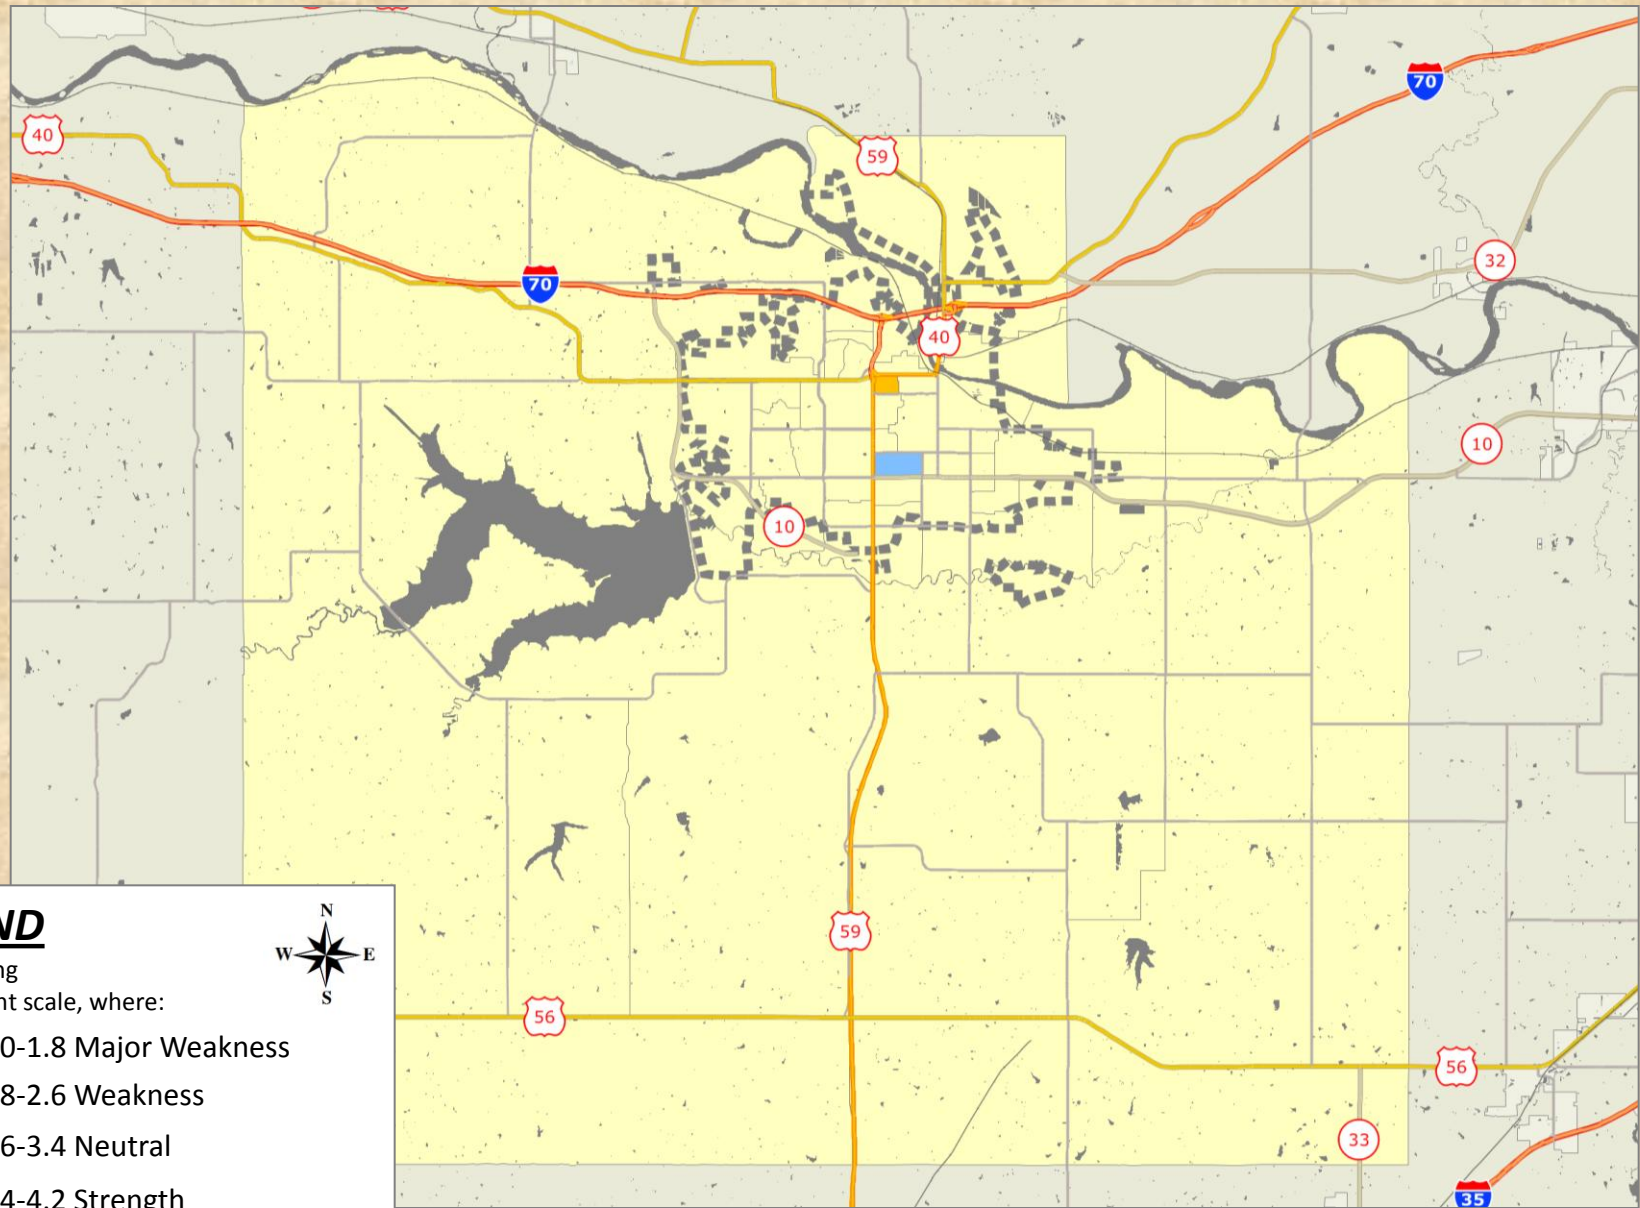 70
40
59
32
70
40
10
10
59
56
56
33
35
ND
N
W E
S
ng
nt scale, where:
0-1.8 Major Weakness
8-2.6 Weakness
6-3.4 Neutral
4-4.2 Strength